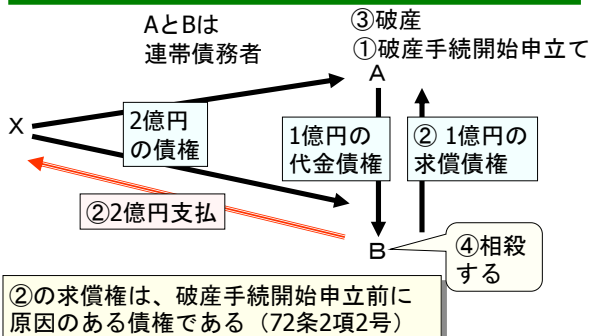 AとBは
連帯債務者
③破産
①破産手続開始申立て
A
X
2億円
の債権
1億円の
代金債権
② 1億円の
求償債権
②2億円支払
B
④相殺
する
②の求償権は、破産手続開始申立前に
原因のある債権である（72条2項2号）